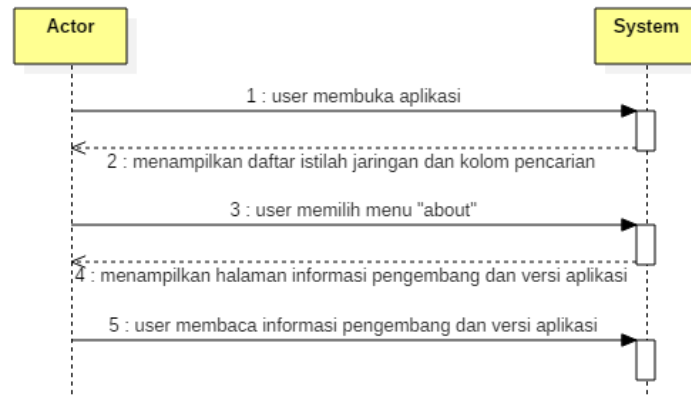 Actor
System
1 : user membuka aplikasi
2 : menampilkan daftar istilah jaringan dan kolom pencarian
3 : user memilih menu "about"
4 : menampilkan halaman informasi pengembang dan versi aplikasi
5 : user membaca informasi pengembang dan versi aplikasi